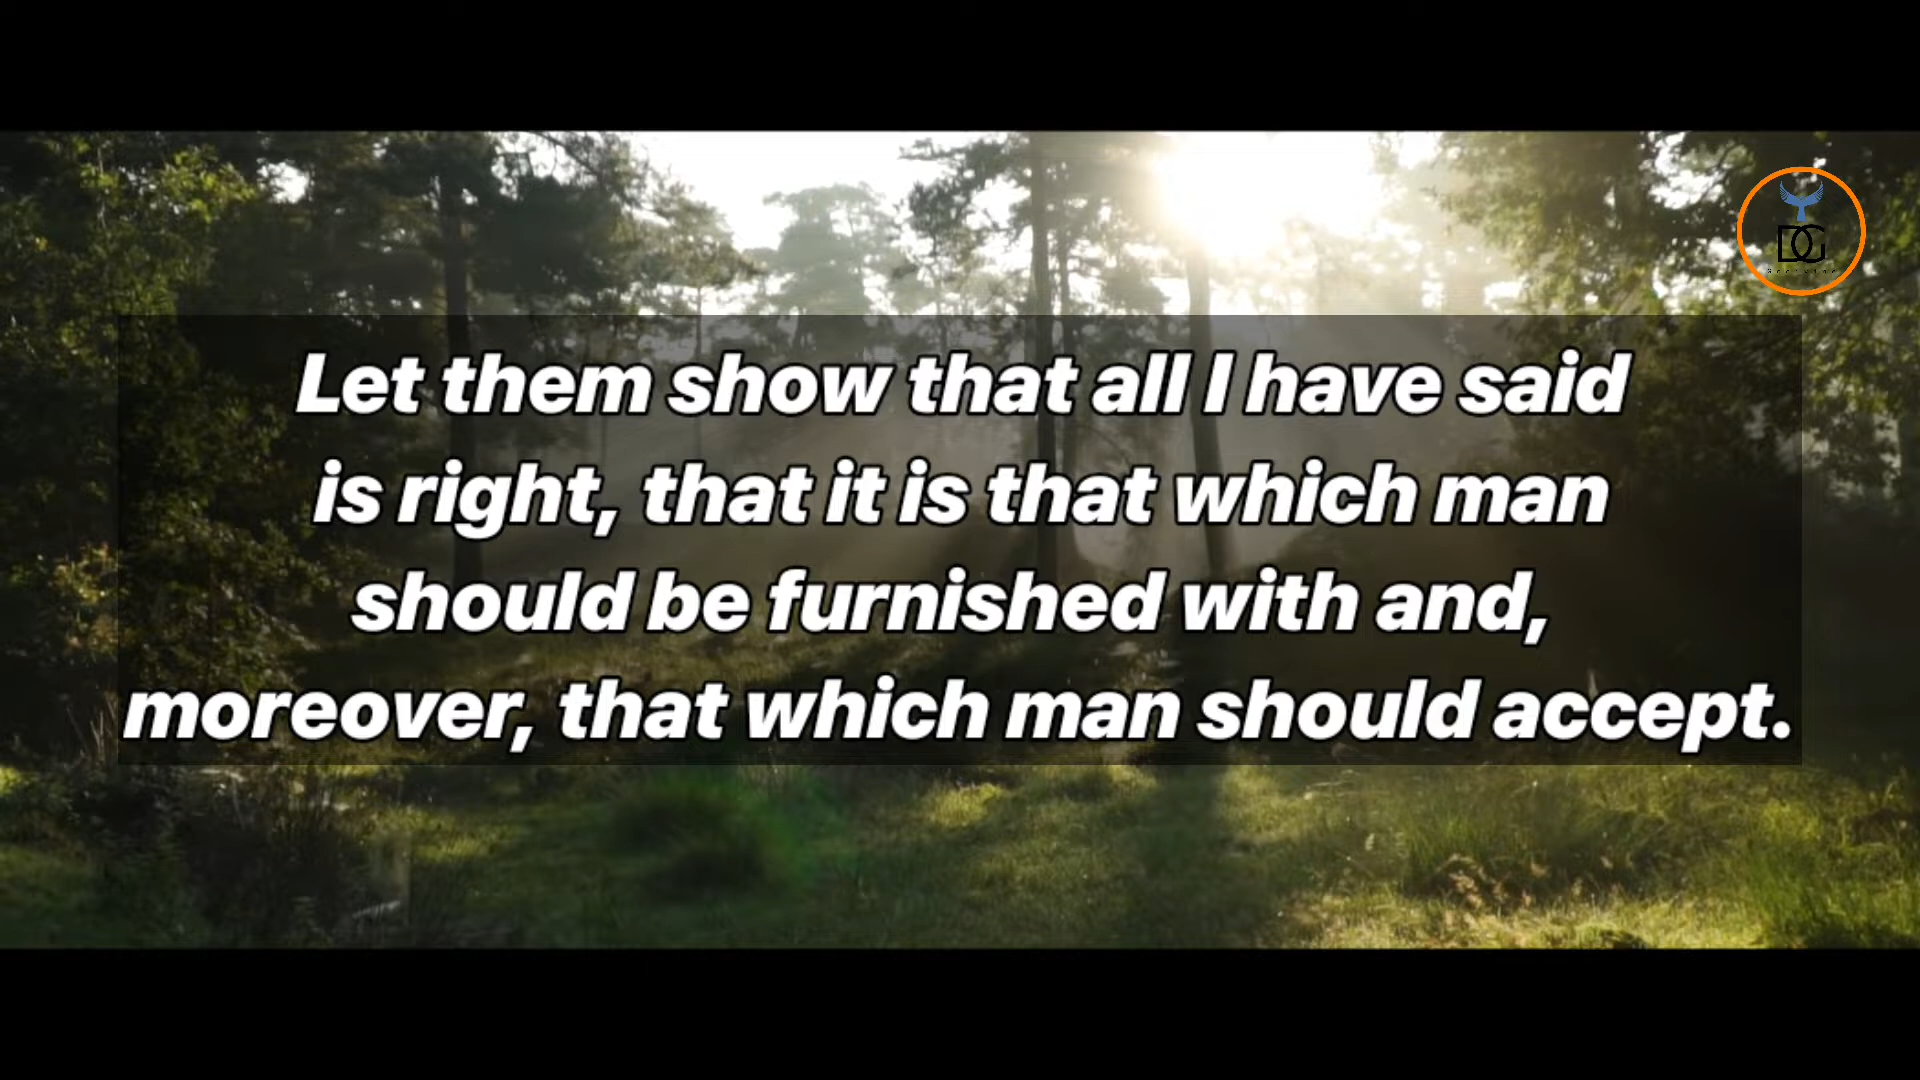 DG
Let them show that all I have said
is right, that it is that which man
should be furnished with and,
moreover, that which man should accept.